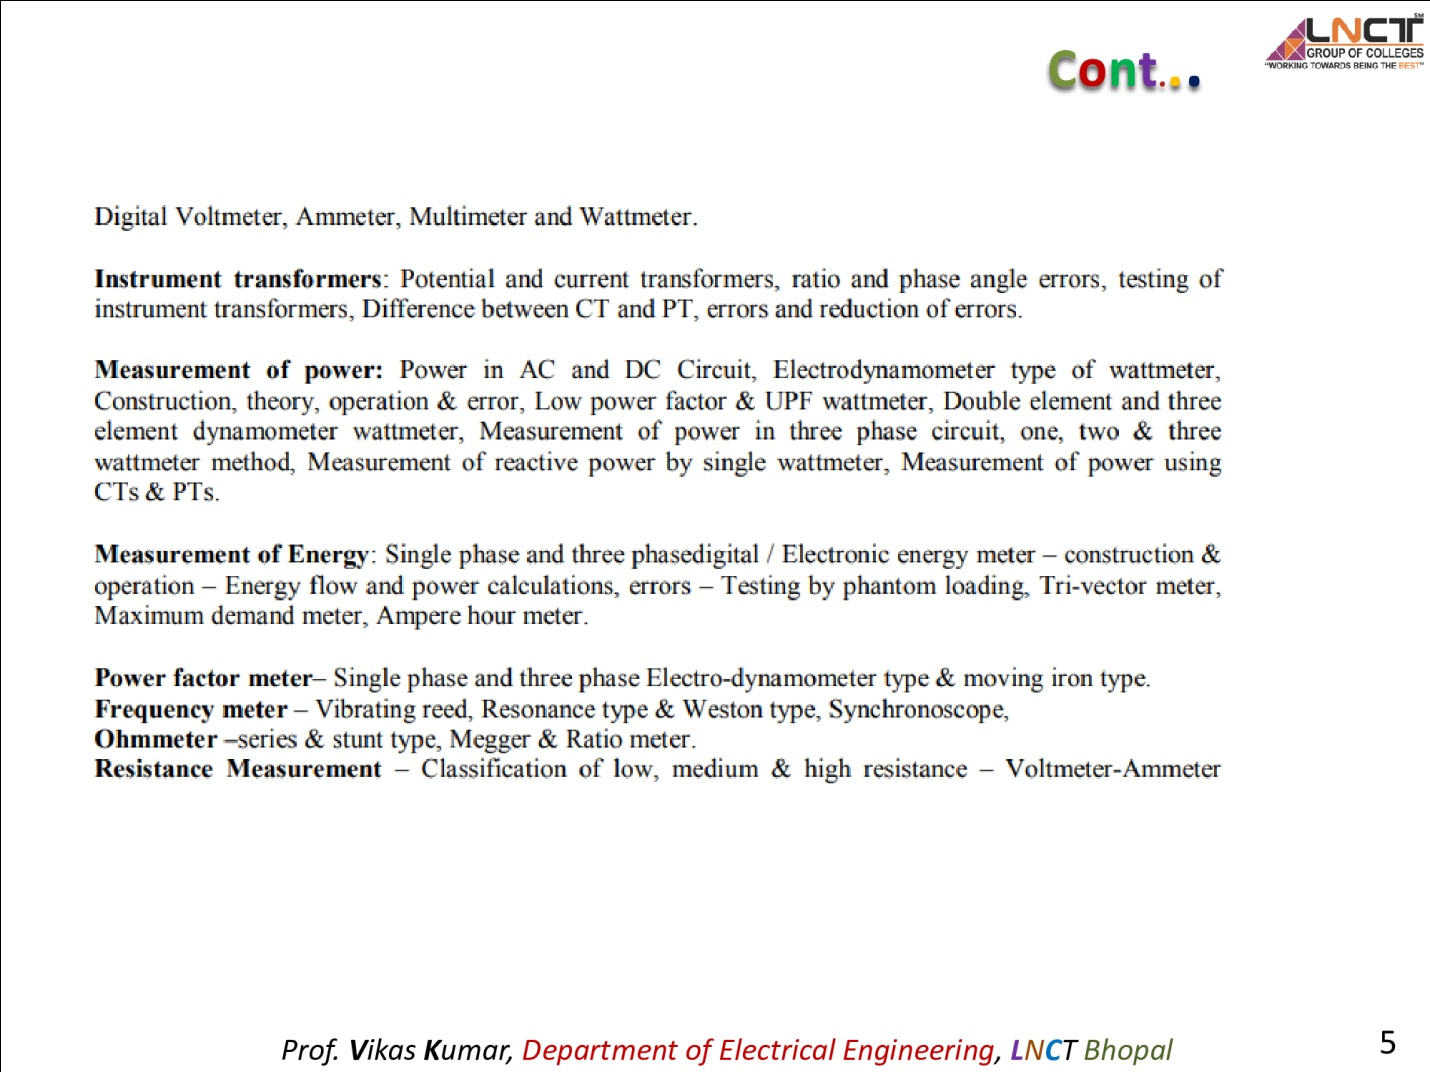 LNCT SM
GROUP OF COLLEGES
"WORKING TOWARDS BEING THE BEST"
Cont...
Digital Voltmeter, Ammeter, Multimeter and Wattmeter.
Instrument transformers: Potential and current transformers, ratio and phase angle errors, testing of
instrument transformers, Difference between CT and PT, errors and reduction of errors.
Measurement of power: Power in AC and DC Circuit, Electrodynamometer type of wattmeter,
Construction, theory, operation & error, Low power factor & UPF wattmeter, Double element and three
element dynamometer wattmeter, Measurement of power in three phase circuit, one, two & three
wattmeter method, Measurement of reactive power by single wattmeter, Measurement of power using
CTs & PTs.
Measurement of Energy: Single phase and three phasedigital / Electronic energy meter – construction &
operation – Energy flow and power calculations, errors – Testing by phantom loading, Tri-vector meter,
Maximum demand meter, Ampere hour meter.
Power factor meter– Single phase and three phase Electro-dynamometer type & moving iron type.
Frequency meter – Vibrating reed, Resonance type & Weston type, Synchronoscope,
Ohmmeter –series & stunt type, Megger & Ratio meter.
Resistance Measurement – Classification of low, medium & high resistance – Voltmeter-Ammeter
Prof. Vikas Kumar, Department of Electrical Engineering, LNCT Bhopal
5